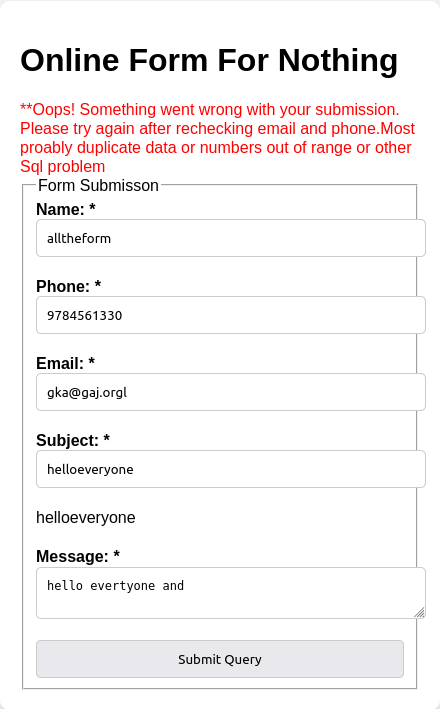 Online Form For Nothing
**Oops! Something went wrong with your submission.
Please try again after rechecking email and phone.Most
proably duplicate data or numbers out of range or other
Sql problem
Form Submisson
Name: *
alltheform
Phone: *
9784561330
Email: *
gka@gaj.orgl
Subject: *
helloeveryone
helloeveryone
Message: *
hello evertyone and
Submit Query